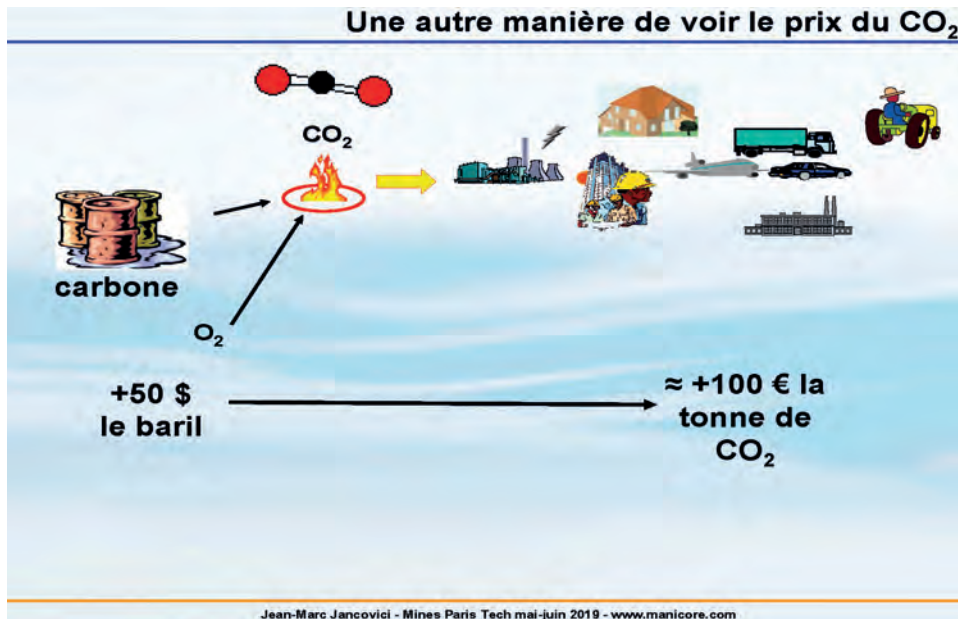 Une autre manière de voir le prix du CO₂
CO₂
carbone
O₂
+50 $
le baril
≈ +100 € la
tonne de
CO₂
Jean-Marc Jancovici - Mines Paris Tech mai-juin 2019 - www.manicore.com